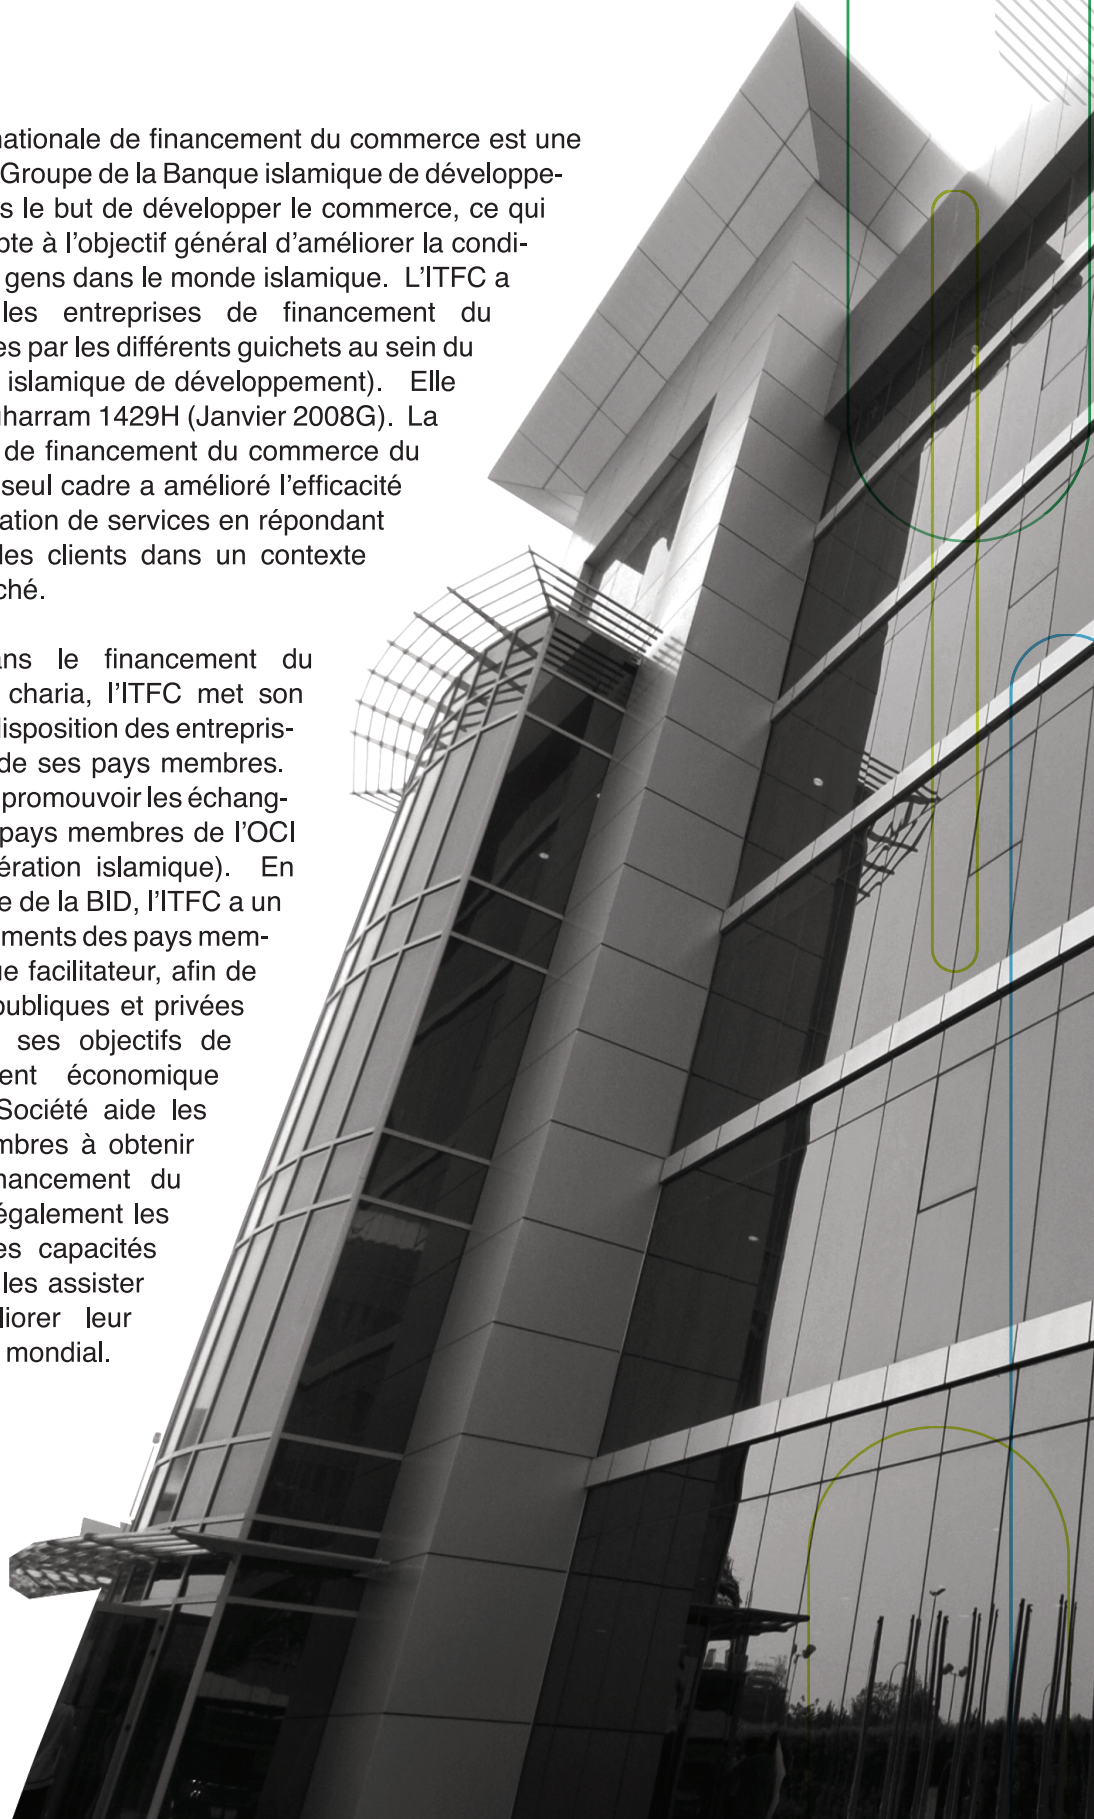 nationale de financement du commerce est une
Groupe de la Banque islamique de développe-
s le but de développer le commerce, ce qui
pte à l’objectif général d’améliorer la condi-
gens dans le monde islamique. L’ITFC a
les entreprises de financement du
es par les différents guichets au sein du
islamique de développement). Elle
harram 1429H (Janvier 2008G). La
de financement du commerce du
seul cadre a amélioré l’efficacité
ation de services en répondant
des clients dans un contexte
ché.
ans le financement du
charia, l’ITFC met son
disposition des entrepris-
de ses pays membres.
promouvoir les échang-
pays membres de l’OCI
ération islamique). En
e de la BID, l’ITFC a un
ments des pays mem-
ue facilitateur, afin de
publiques et privées
ses objectifs de
ent économique
Société aide les
mbres à obtenir
nancement du
également les
es capacités
les assister
liorer leur
mondial.